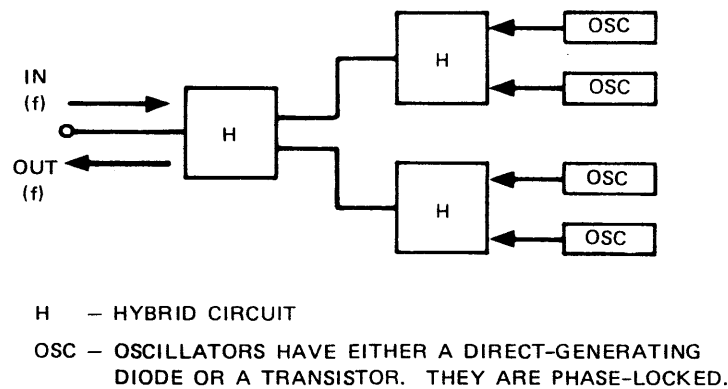 OSC
H
OSC
IN
(f)
H
OUT
(f)
OSC
H
OSC
H – HYBRID CIRCUIT
OSC – OSCILLATORS HAVE EITHER A DIRECT-GENERATING
DIODE OR A TRANSISTOR. THEY ARE PHASE-LOCKED.